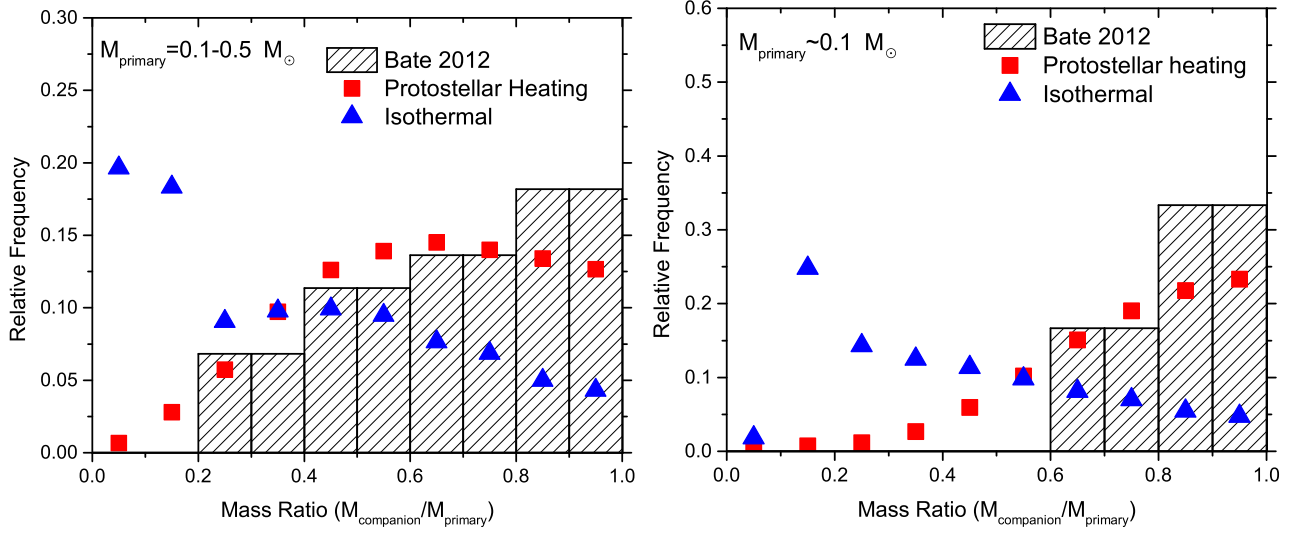 M_primary=0.1-0.5 M_⊙
Bate 2012
Protostellar Heating
Isothermal
0.30
0.25
0.20
0.15
0.10
0.05
0.00
Relative Frequency
0.0 0.2 0.4 0.6 0.8 1.0
Mass Ratio (M_companion/M_primary)
M_primary~0.1 M_⊙
Bate 2012
Protostellar heating
Isothermal
0.6
0.5
0.4
0.3
0.2
0.1
0.0
Relative Frequency
0.0 0.2 0.4 0.6 0.8 1.0
Mass Ratio (M_companion/M_primary)